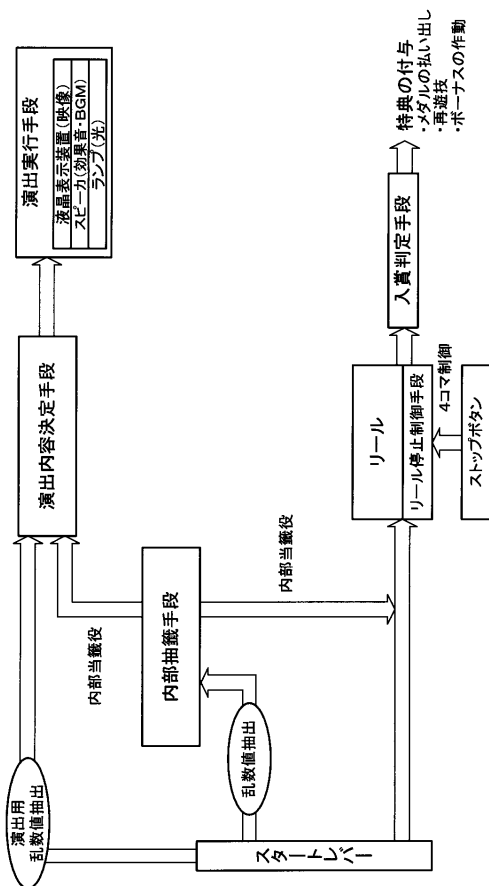 演出用
乱数値抽出
演出内容決定手段
演出実行手段
液晶表示装置(映像)
スピーカ(効果音・BGM)
ランプ(光)
内部当籤役
内部抽籤手段
内部当籤役
乱数値抽出
スタートレバー
リール
リール停止制御手段
4コマ制御
ストップボタン
入賞判定手段
特典の付与
・メダルの払い出し
・再遊技
・ボーナスの作動